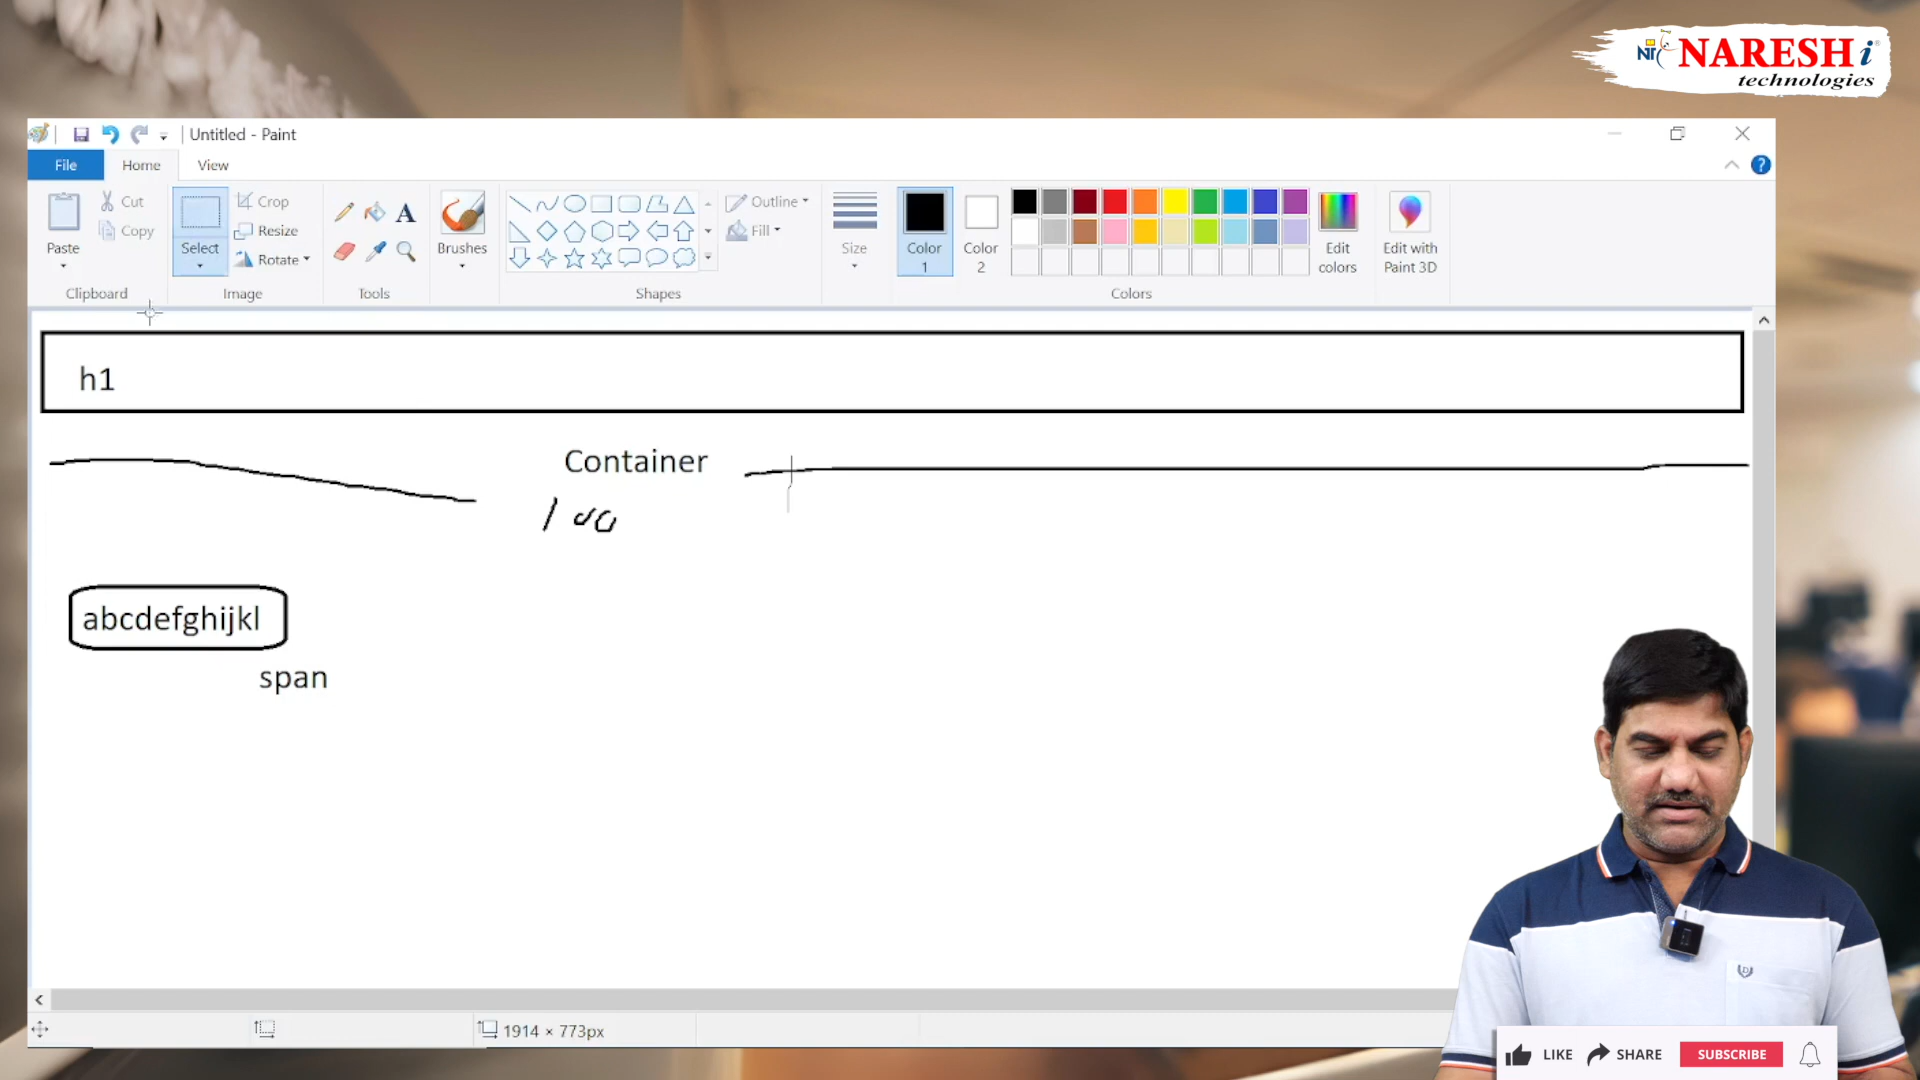 NiT NARESH i
technologies
Untitled - Paint
File Home View
Paste
Cut
Copy
Clipboard
Select
Crop
Resize
Rotate
Image
A
Tools
Brushes
Shapes
Outline
Fill
Size
Color
1
Color
2
Edit
colors
Colors
Edit with
Paint 3D
h1
Container
100
abcdefghijkl
span
1914 × 773px
LIKE SHARE SUBSCRIBE